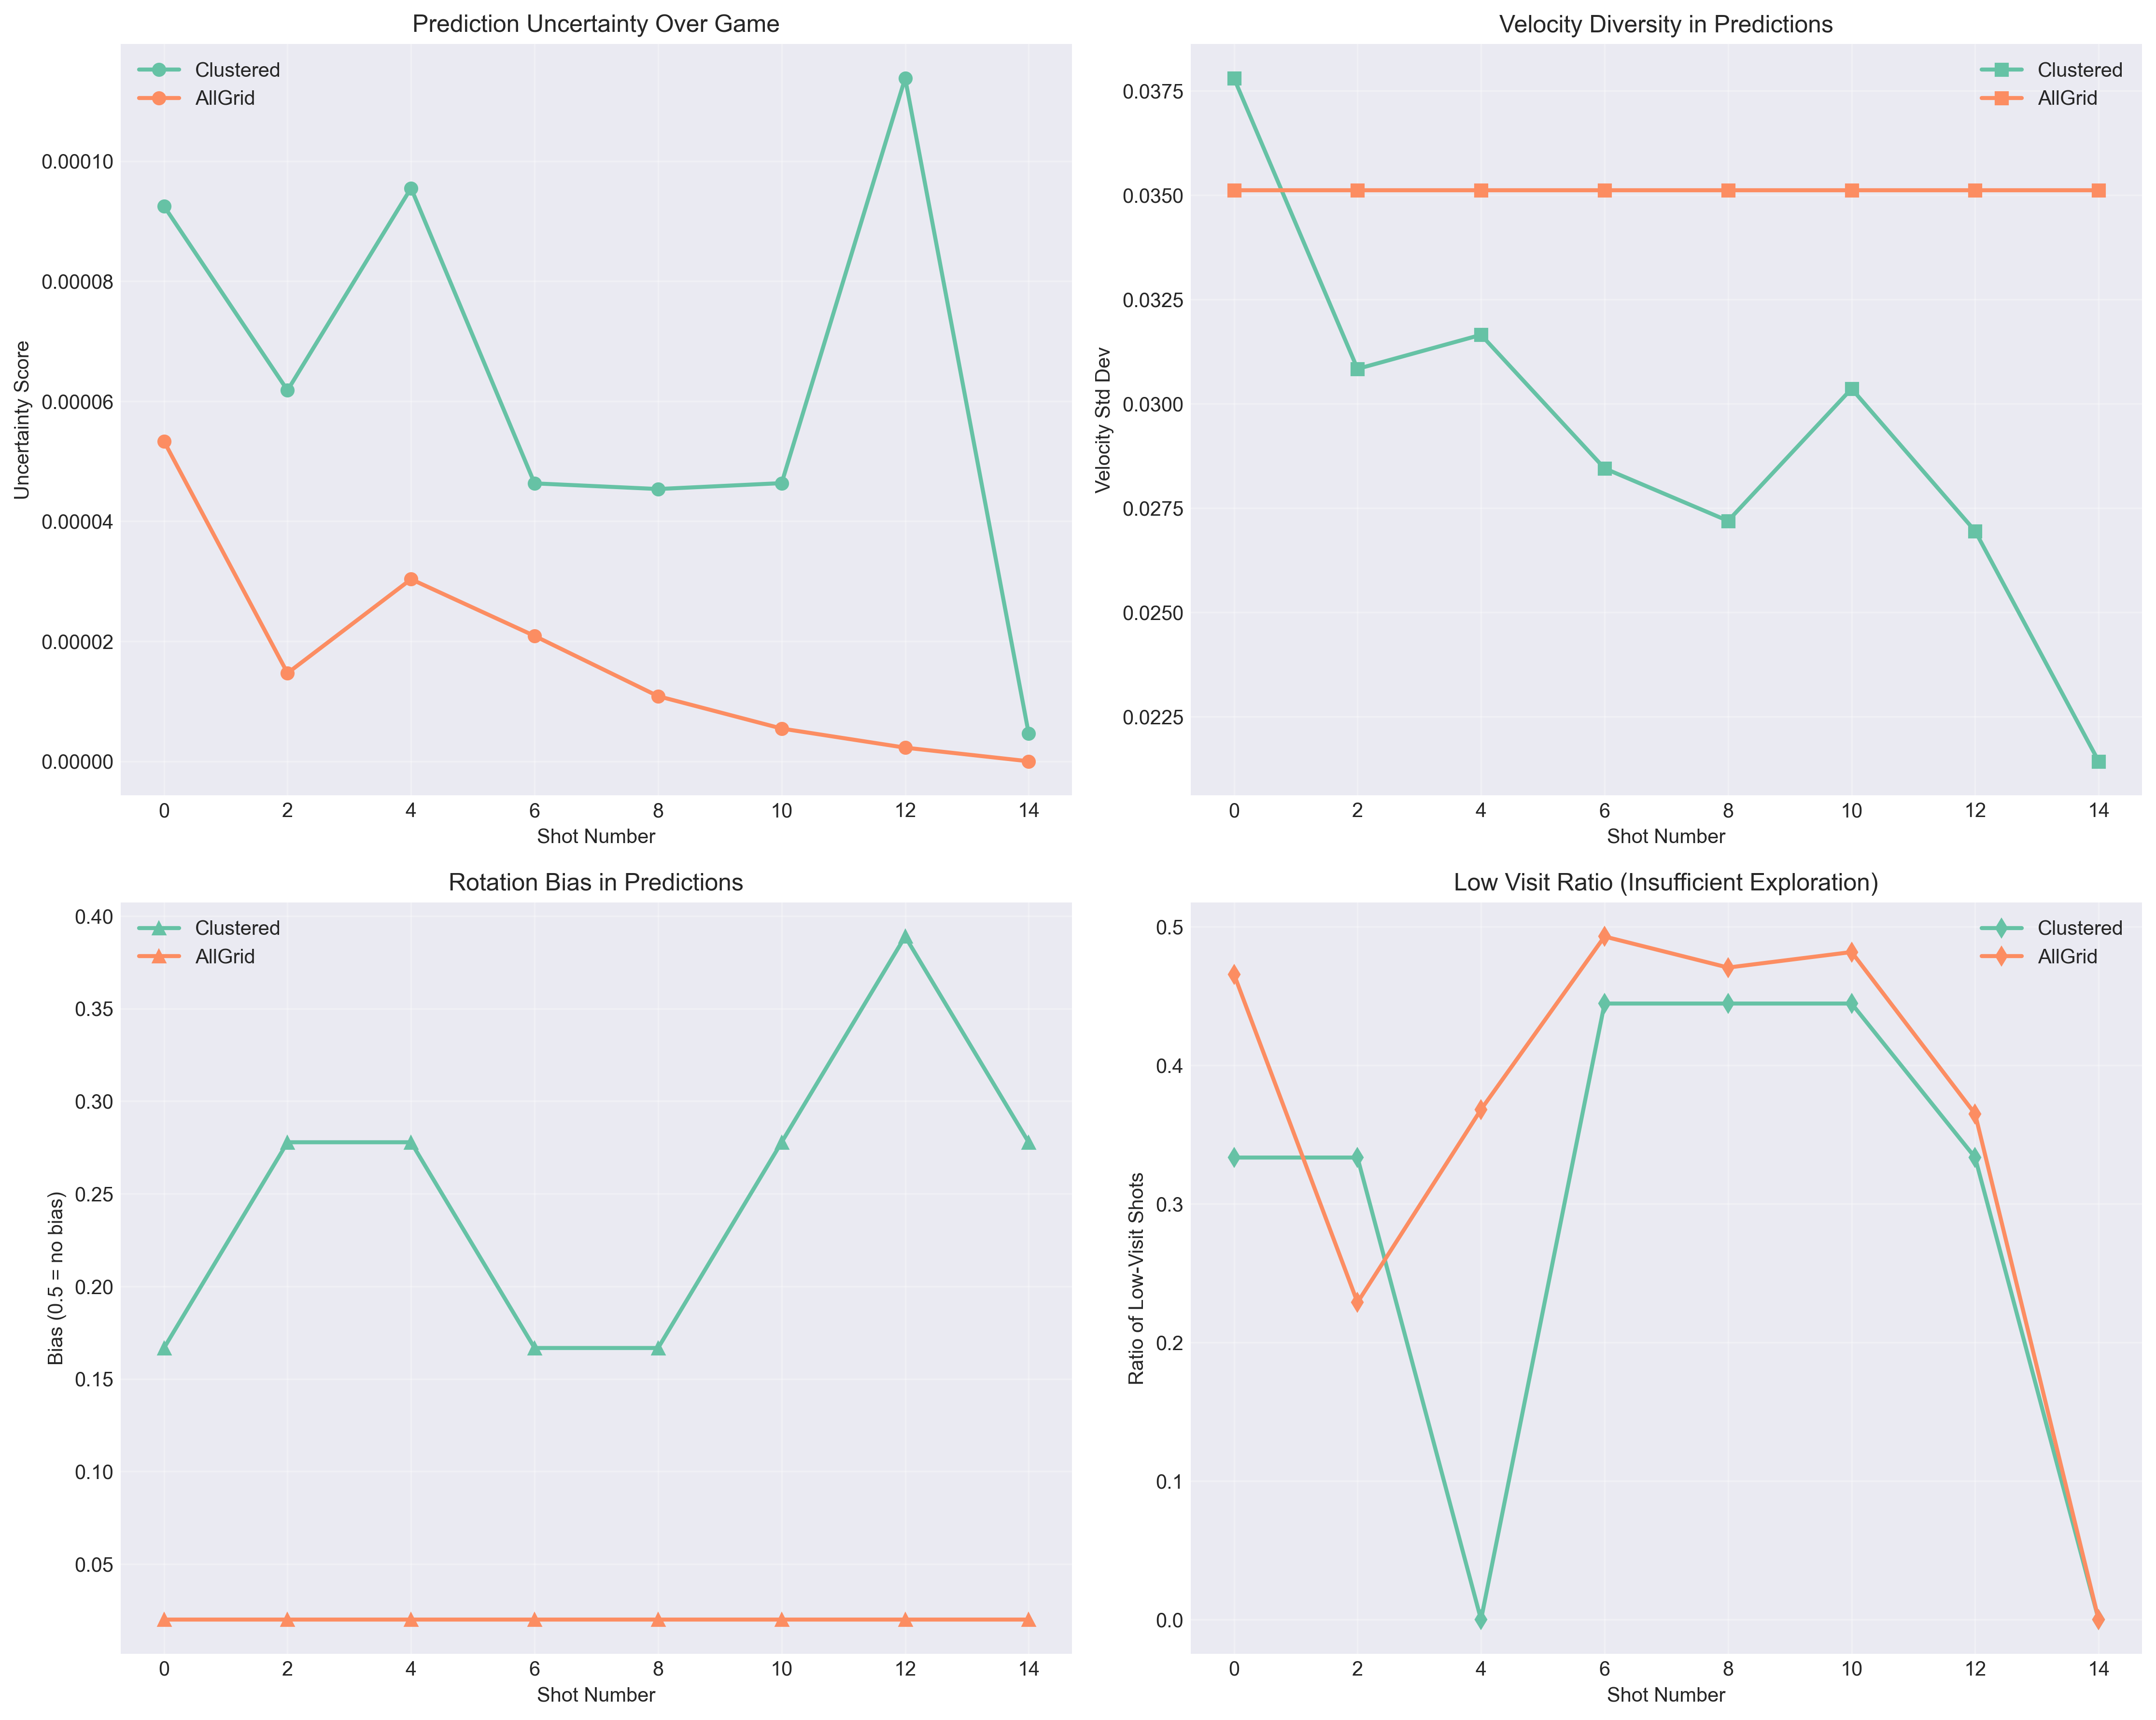 Prediction Uncertainty Over Game
Clustered
AllGrid
0.00010
0.00008
0.00006
0.00004
0.00002
0.00000
Uncertainty Score
0 2 4 6 8 10 12 14
Shot Number
Velocity Diversity in Predictions
Clustered
AllGrid
0.0375
0.0350
0.0325
0.0300
0.0275
0.0250
0.0225
Velocity Std Dev
0 2 4 6 8 10 12 14
Shot Number
Rotation Bias in Predictions
Clustered
AllGrid
0.40
0.35
0.30
0.25
0.20
0.15
0.10
0.05
Bias (0.5 = no bias)
0 2 4 6 8 10 12 14
Shot Number
Low Visit Ratio (Insufficient Exploration)
Clustered
AllGrid
0.5
0.4
0.3
0.2
0.1
0.0
Ratio of Low-Visit Shots
0 2 4 6 8 10 12 14
Shot Number